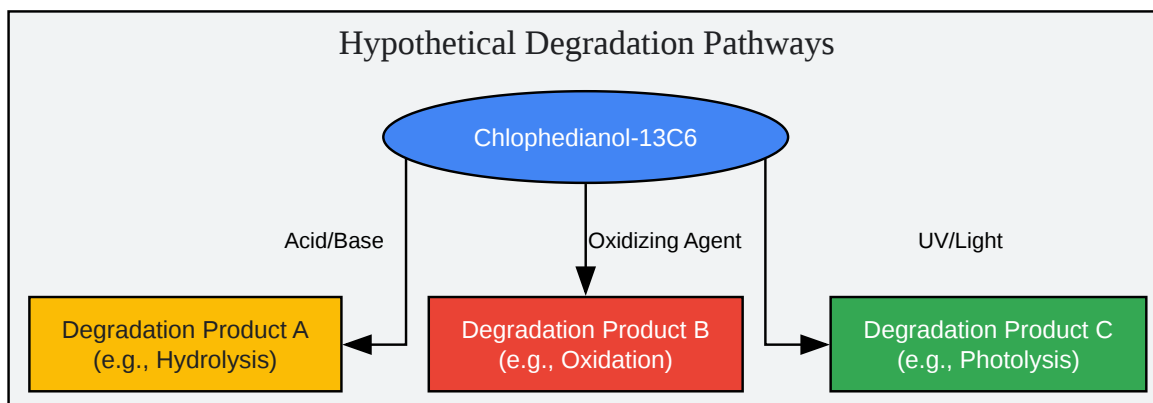 Hypothetical Degradation Pathways
Chlophedianol-13C6
Acid/Base
Oxidizing Agent
UV/Light
Degradation Product A
(e.g., Hydrolysis)
Degradation Product B
(e.g., Oxidation)
Degradation Product C
(e.g., Photolysis)